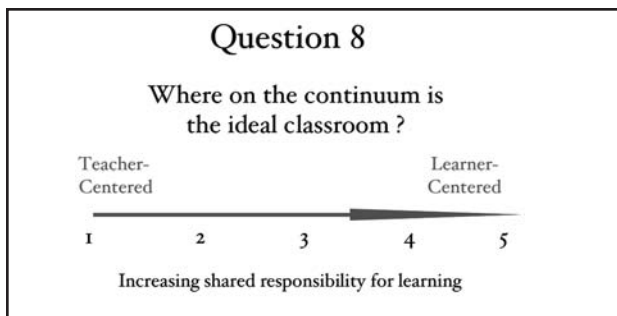 Question 8
Where on the continuum is
the ideal classroom ?
Teacher-
Centered
Learner-
Centered
1 2 3 4 5
Increasing shared responsibility for learning